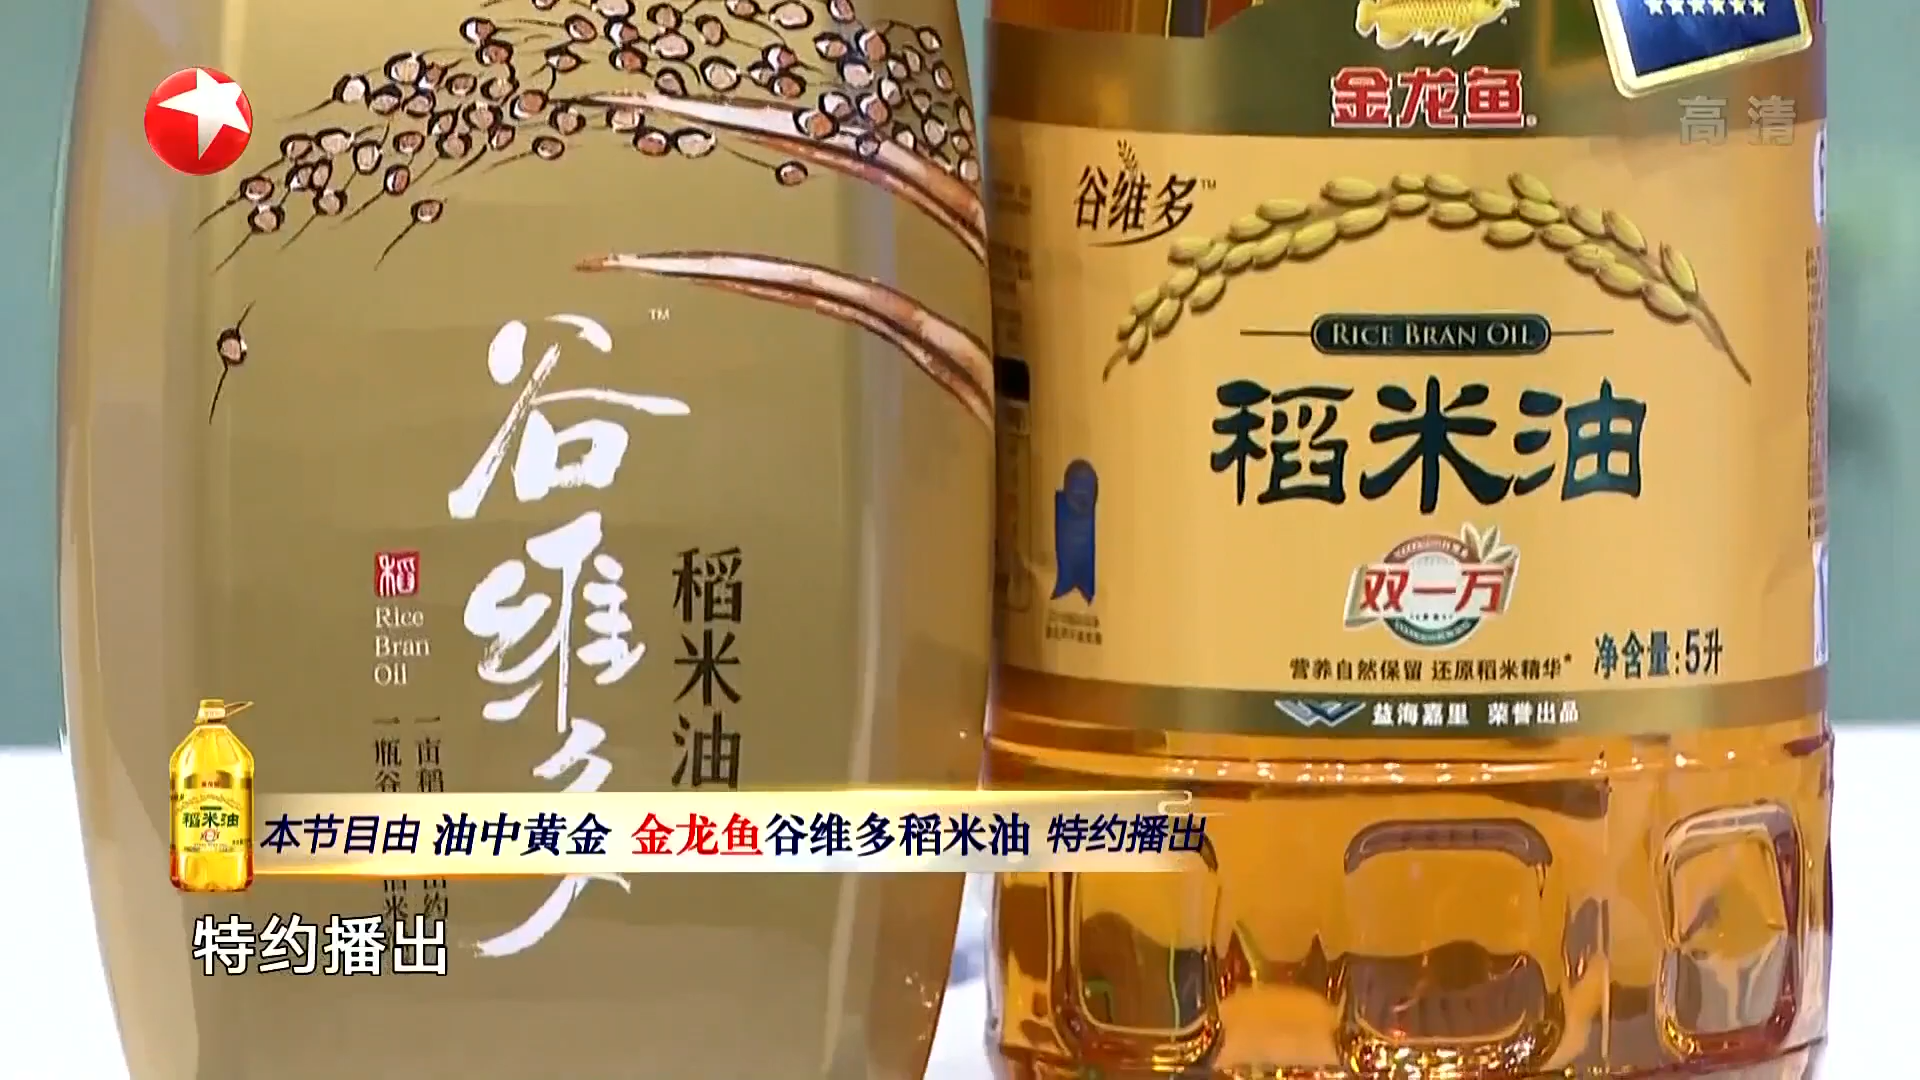 金龙鱼
高清
谷维多™
RICE BRAN OIL
稻米油
双一万
营养自然保留 还原稻米精华*
净含量:5升
益海嘉里 荣誉出品
谷维多
TM
稻米油
稻
Rice
Bran
Oil
稻米油
本节目由 油中黄金 金龙鱼谷维多稻米油 特约播出
特约播出